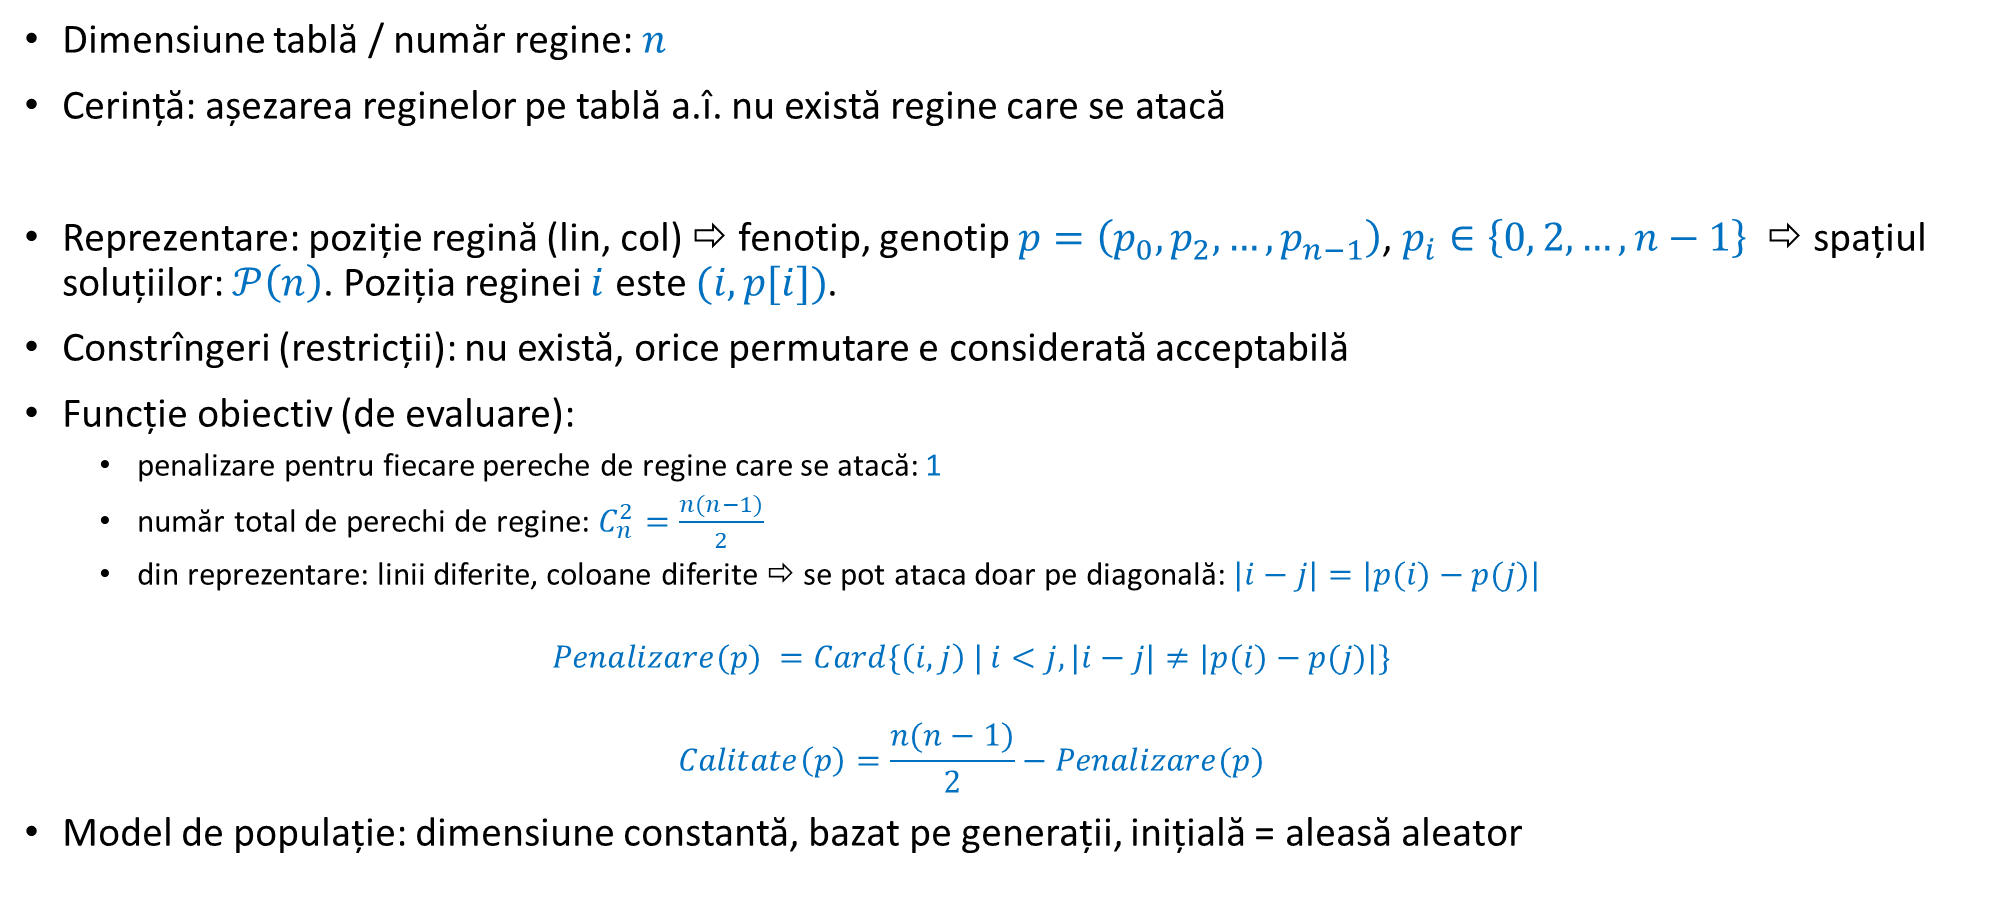 • Dimensiune tablă / număr regine: n
• Cerință: așezarea reginelor pe tablă a.î. nu există regine care se atacă
• Reprezentare: poziție regină (lin, col) ⇨ fenotip, genotip p = (p₀, p₂, … , pₙ₋₁), pᵢ ∈ {0, 2, … , n − 1} ⇨ spațiul
soluțiilor: 𝒫(n). Poziția reginei i este (i, p[i]).
• Constrîngeri (restricții): nu există, orice permutare e considerată acceptabilă
• Funcție obiectiv (de evaluare):
• penalizare pentru fiecare pereche de regine care se atacă: 1
• număr total de perechi de regine: Cₙ² = n(n−1)/2
• din reprezentare: linii diferite, coloane diferite ⇨ se pot ataca doar pe diagonală: |i − j| = |p(i) − p(j)|
Penalizare(p) = Card{(i, j) | i < j, |i − j| ≠ |p(i) − p(j)|}
Calitate(p) = n(n − 1)/2 − Penalizare(p)
• Model de populație: dimensiune constantă, bazat pe generații, inițială = aleasă aleator